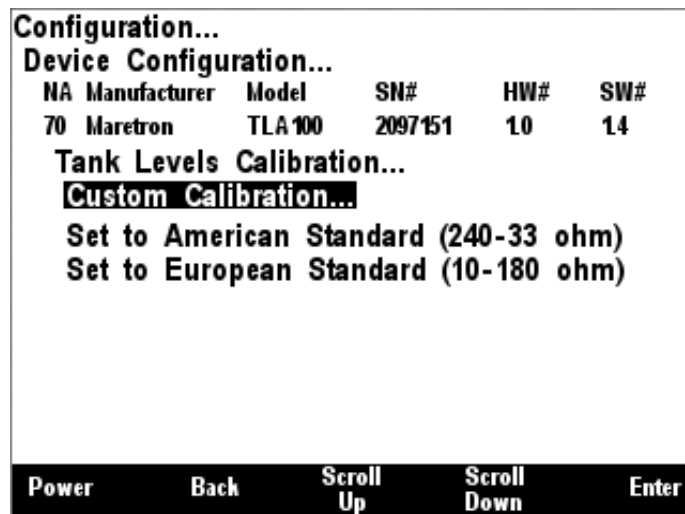 Configuration...
Device Configuration...
NA Manufacturer Model SN# HW# SW#
70 Maretron TLA100 2097151 1.0 1.4
Tank Levels Calibration...
Custom Calibration...
Set to American Standard (240-33 ohm)
Set to European Standard (10-180 ohm)
Power Back Scroll Up Scroll Down Enter